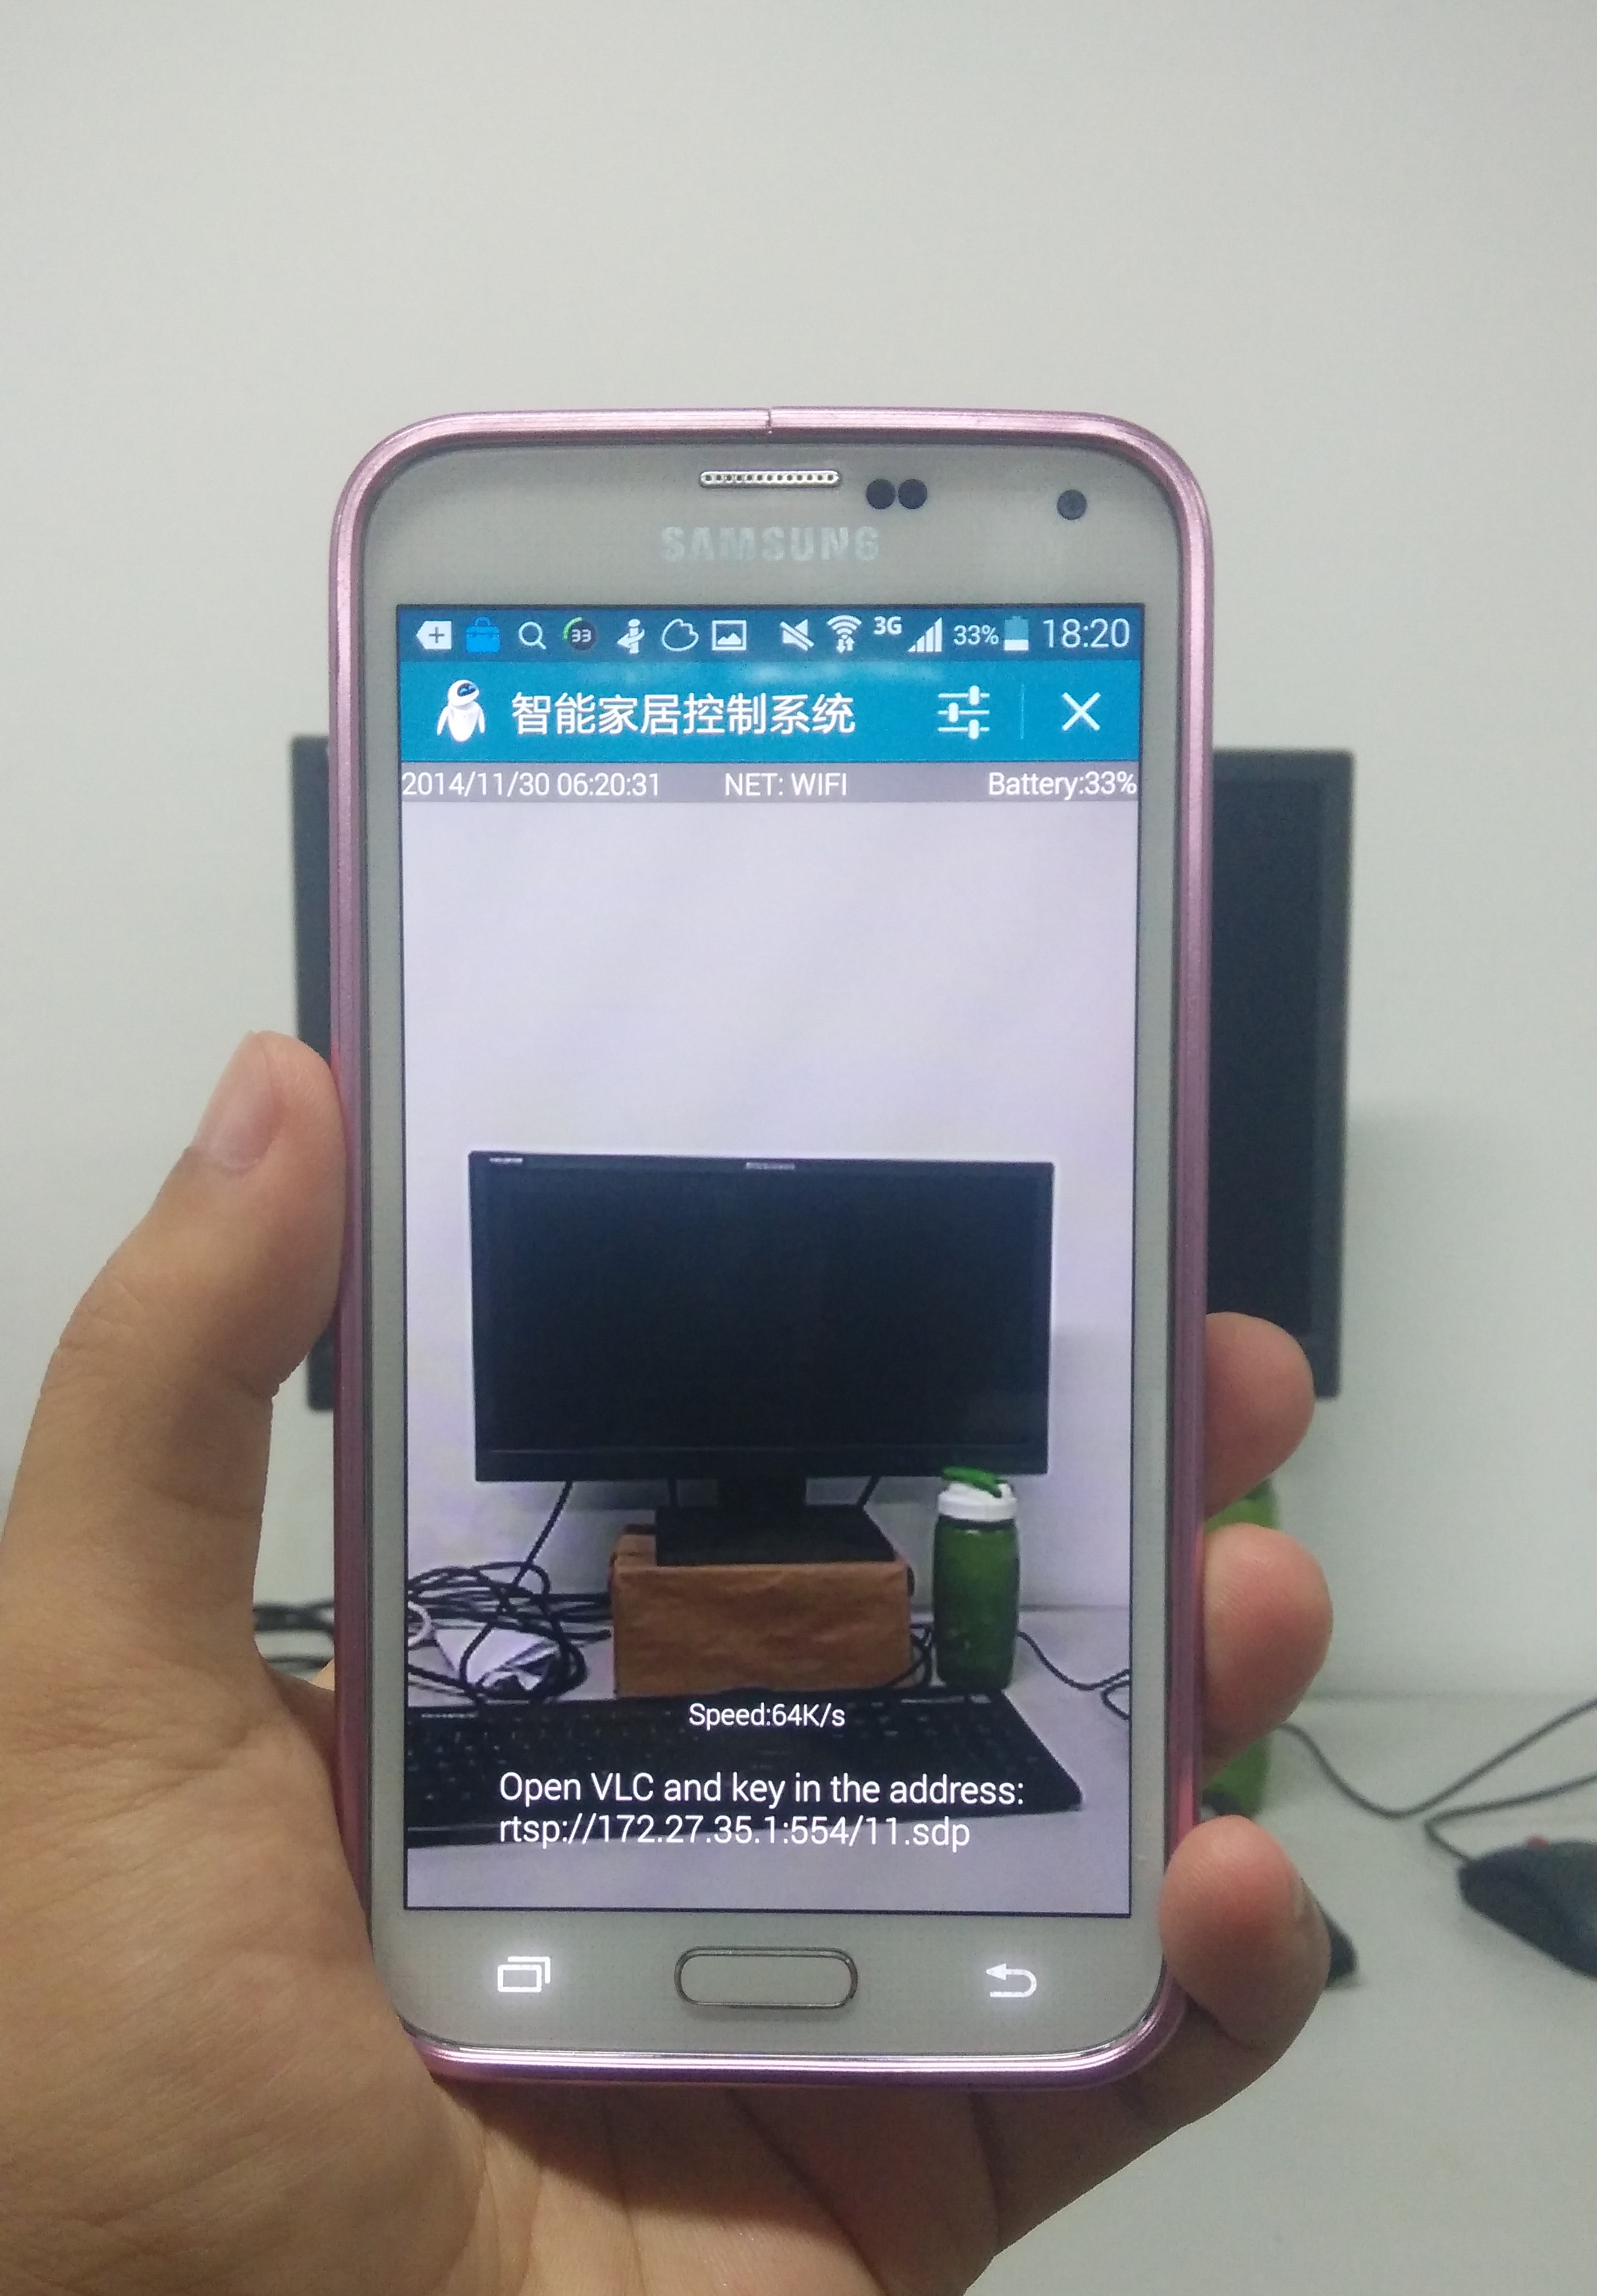 SAMSUNG
33 3G 33% 18:20
智能家居控制系统
2014/11/30 06:20:31 NET: WIFI Battery:33%
Speed:64K/s
Open VLC and key in the address:
rtsp://172.27.35.1:554/11.sdp